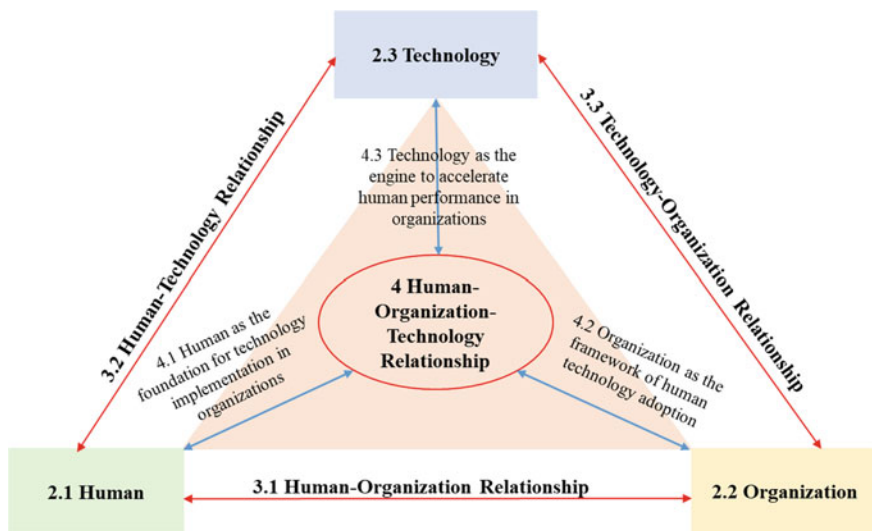 2.3 Technology
3.2 Human-Technology Relationship
3.3 Technology-Organization Relationship
4.3 Technology as the
engine to accelerate
human performance in
organizations
4 Human-
Organization-
Technology
Relationship
4.1 Human as the
foundation for technology
implementation in
organizations
4.2 Organization as the
framework of human
technology adoption
2.1 Human
3.1 Human-Organization Relationship
2.2 Organization